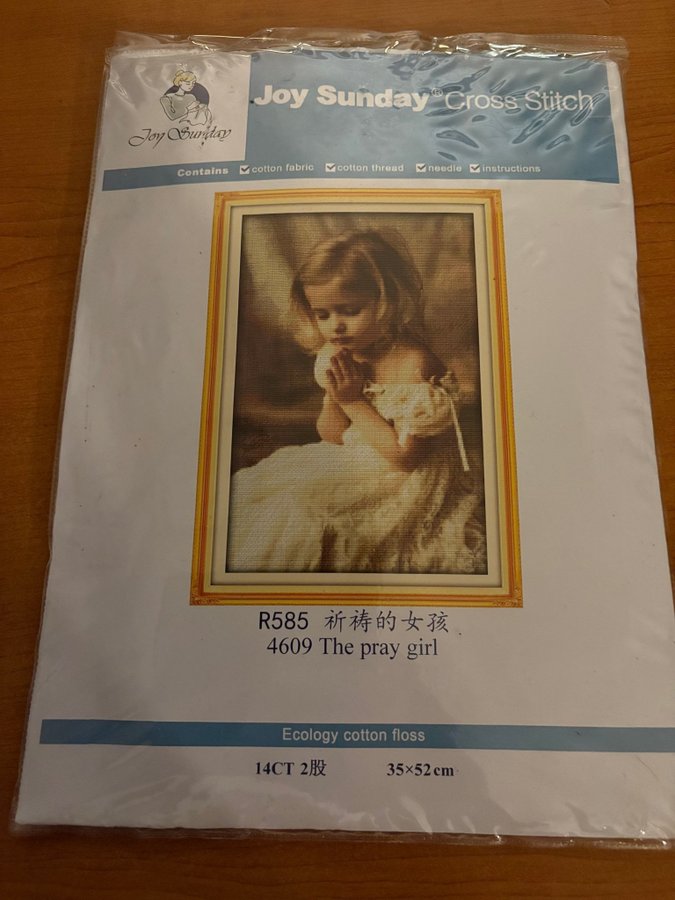 Joy Sunday
Joy Sunday® Cross Stitch
Contains cotton fabric cotton thread needle instructions
R585 祈祷的女孩
4609 The pray girl
Ecology cotton floss
14CT 2股 35×52cm